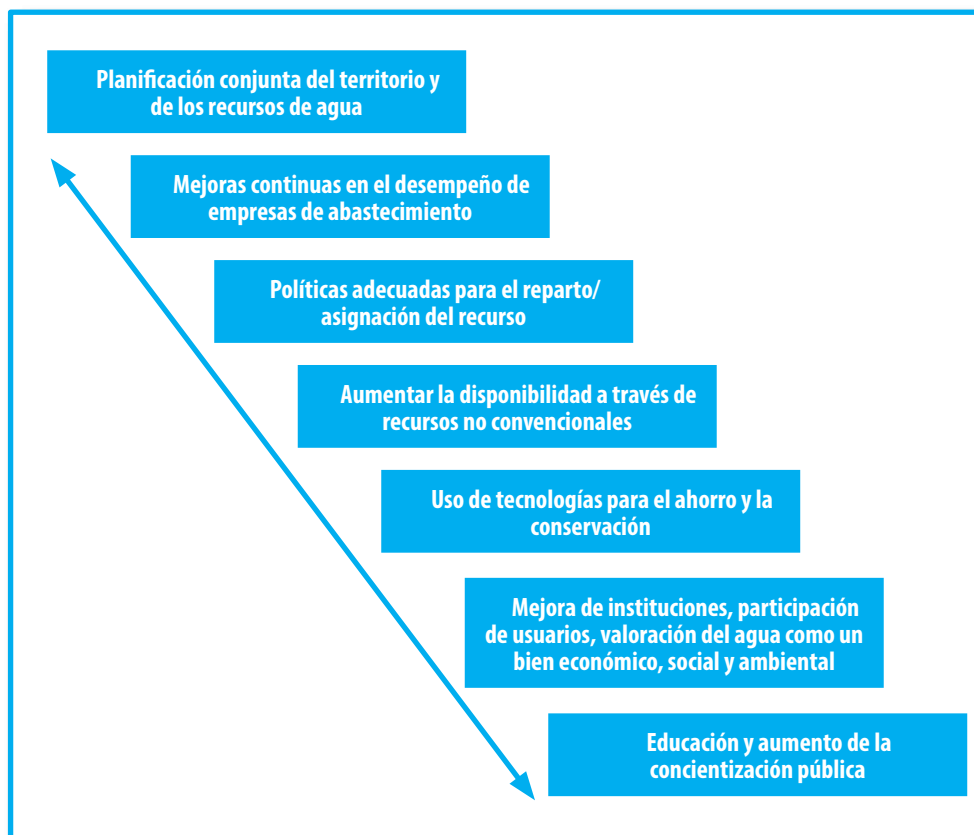 Planificación conjunta del territorio y
de los recursos de agua
Mejoras continuas en el desempeño de
empresas de abastecimiento
Políticas adecuadas para el reparto/
asignación del recurso
Aumentar la disponibilidad a través de
recursos no convencionales
Uso de tecnologías para el ahorro y la
conservación
Mejora de instituciones, participación
de usuarios, valoración del agua como un
bien económico, social y ambiental
Educación y aumento de la
concientización pública